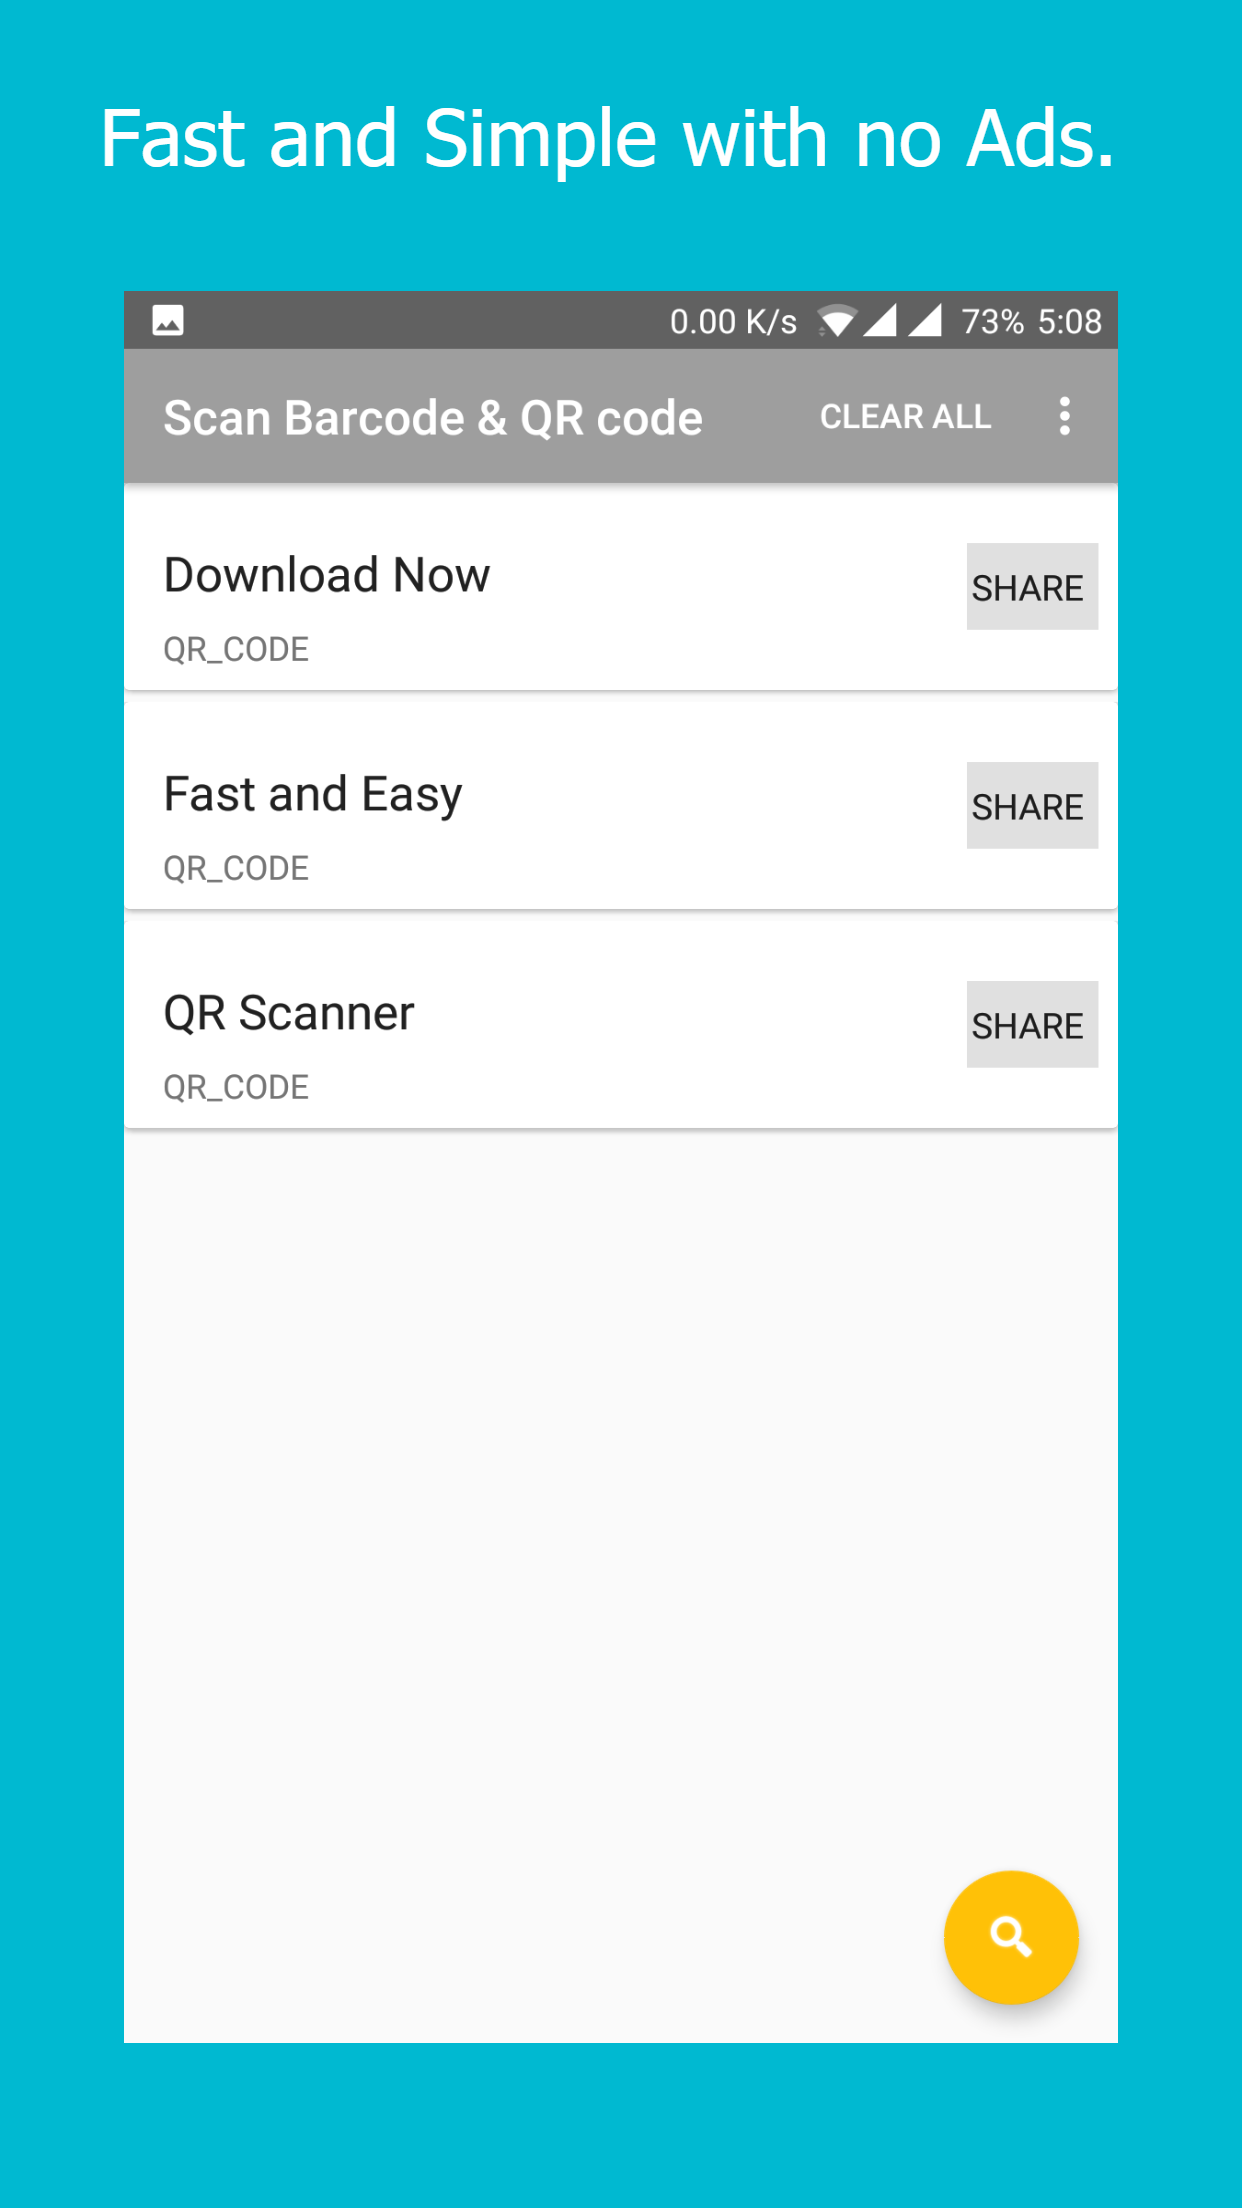 Fast and Simple with no Ads.
0.00 K/s 73% 5:08
Scan Barcode & QR code CLEAR ALL
Download Now
SHARE
QR_CODE
Fast and Easy
SHARE
QR_CODE
QR Scanner
SHARE
QR_CODE